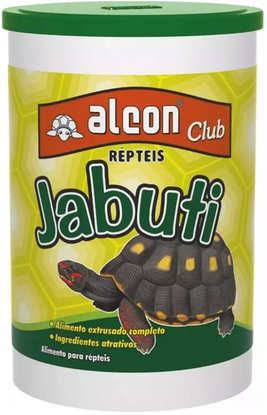 alcon® Club
RÉPTEIS
Jabuti
• Alimento extrusado completo
• Ingredientes atrativos
Alimento para répteis